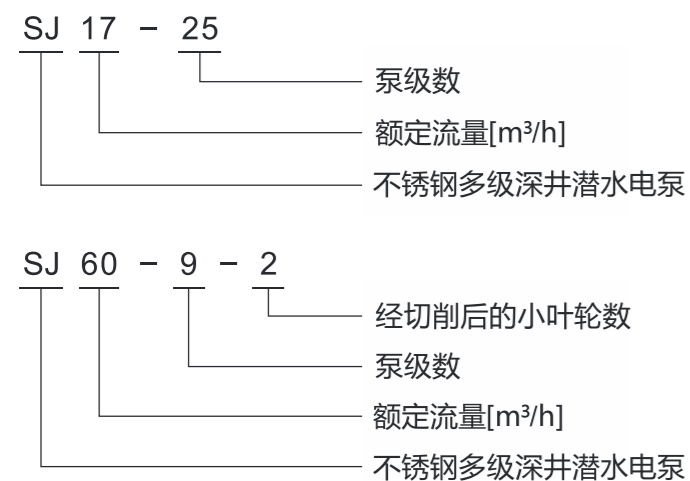 SJ 17 - 25
泵级数
额定流量[m³/h]
不锈钢多级深井潜水电泵
SJ 60 - 9 - 2
经切削后的小叶轮数
泵级数
额定流量[m³/h]
不锈钢多级深井潜水电泵